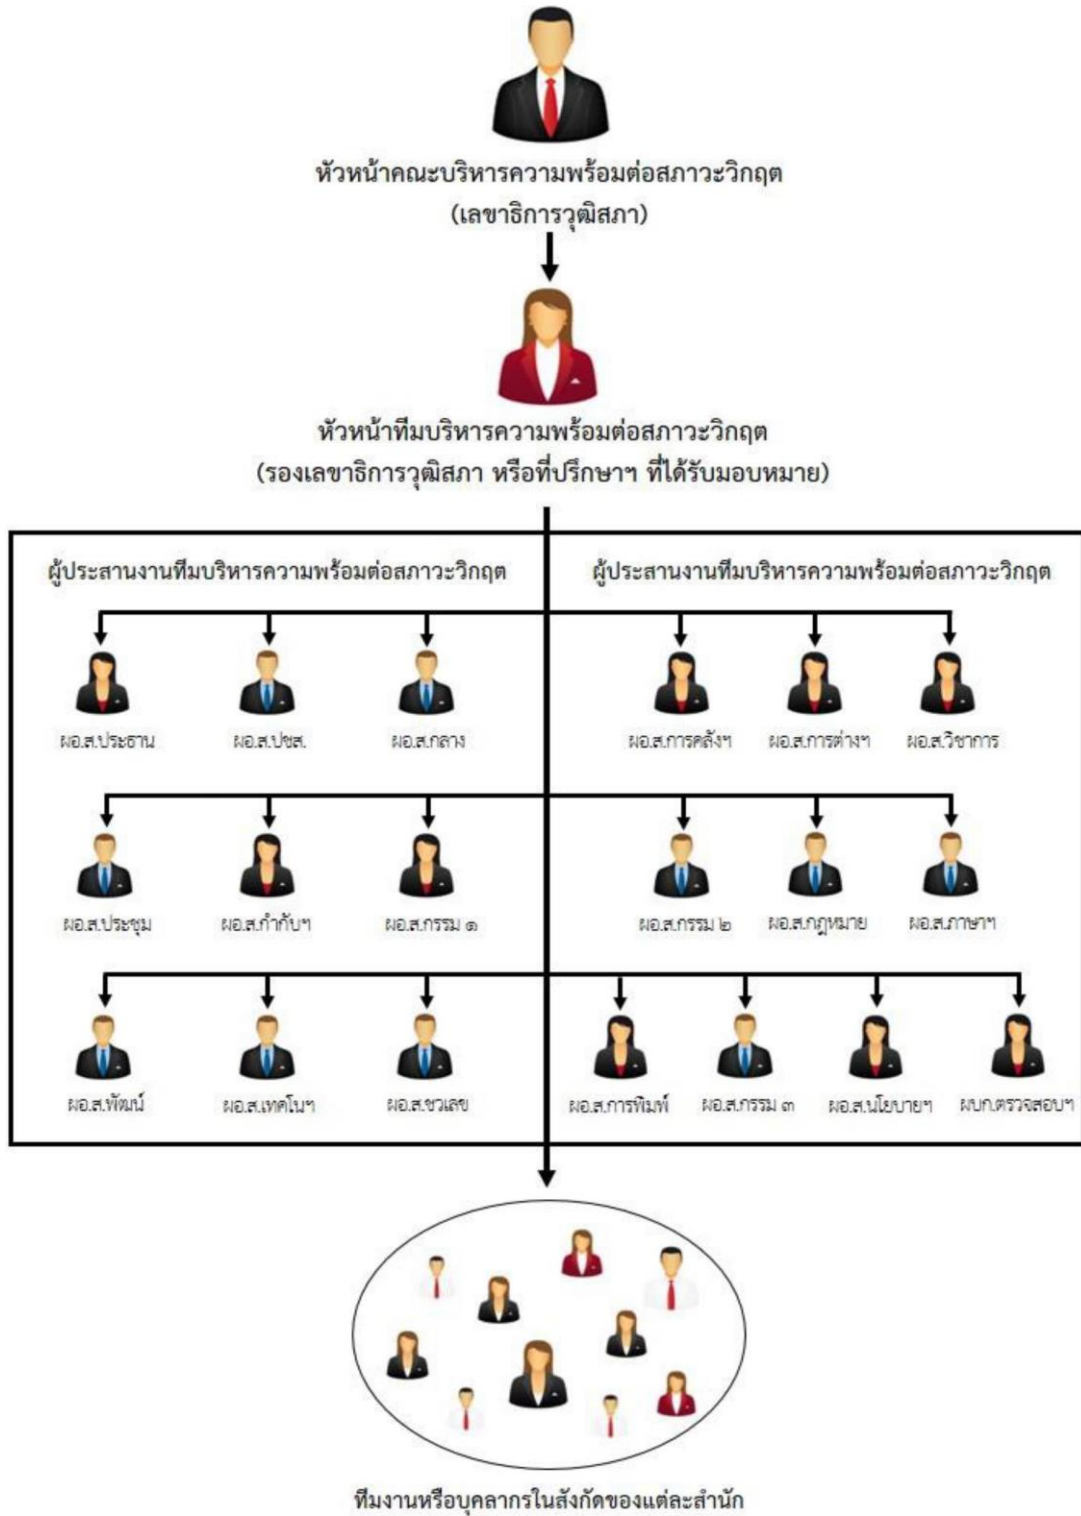 หัวหน้าคณะบริหารความพร้อมต่อสภาวะวิกฤต
(เลขาธิการวุฒิสภา)
หัวหน้าทีมบริหารความพร้อมต่อสภาวะวิกฤต
(รองเลขาธิการวุฒิสภา หรือที่ปรึกษาฯ ที่ได้รับมอบหมาย)
ผู้ประสานงานทีมบริหารความพร้อมต่อสภาวะวิกฤต
ผู้ประสานงานทีมบริหารความพร้อมต่อสภาวะวิกฤต
ผอ.ส.ประธาน ผอ.ส.ปชส. ผอ.ส.กลาง ผอ.ส.การคลังฯ ผอ.ส.การต่างฯ ผอ.ส.วิชาการ
ผอ.ส.ประชุม ผอ.ส.กำกับฯ ผอ.ส.กรรม ๑ ผอ.ส.กรรม ๒ ผอ.ส.กฎหมาย ผอ.ส.ภาษาฯ
ผอ.ส.พัฒน์ ผอ.ส.เทคโนฯ ผอ.ส.ชวเลข ผอ.ส.การพิมพ์ ผอ.ส.กรรม ๓ ผอ.ส.นโยบายฯ ผบก.ตรวจสอบฯ
ทีมงานหรือบุคลากรในสังกัดของแต่ละสำนัก